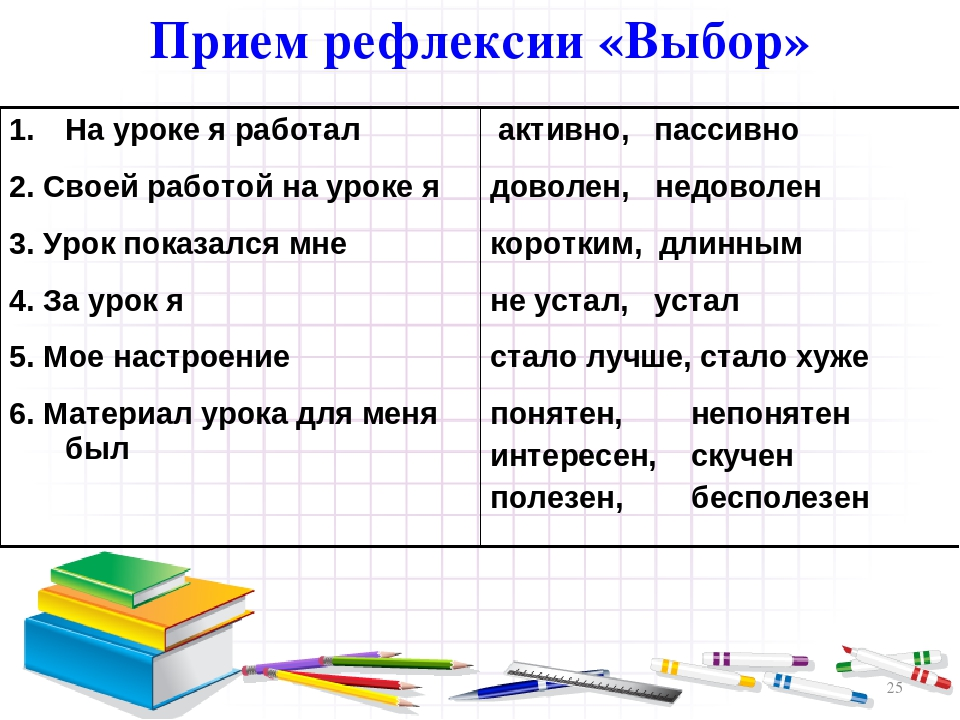 Прием рефлексии «Выбор»
1. На уроке я работал активно, пассивно
2. Своей работой на уроке я доволен, недоволен
3. Урок показался мне коротким, длинным
4. За урок я не устал, устал
5. Мое настроение стало лучше, стало хуже
6. Материал урока для меня понятен, непонятен
был интересен, скучен
полезен, бесполезен
25